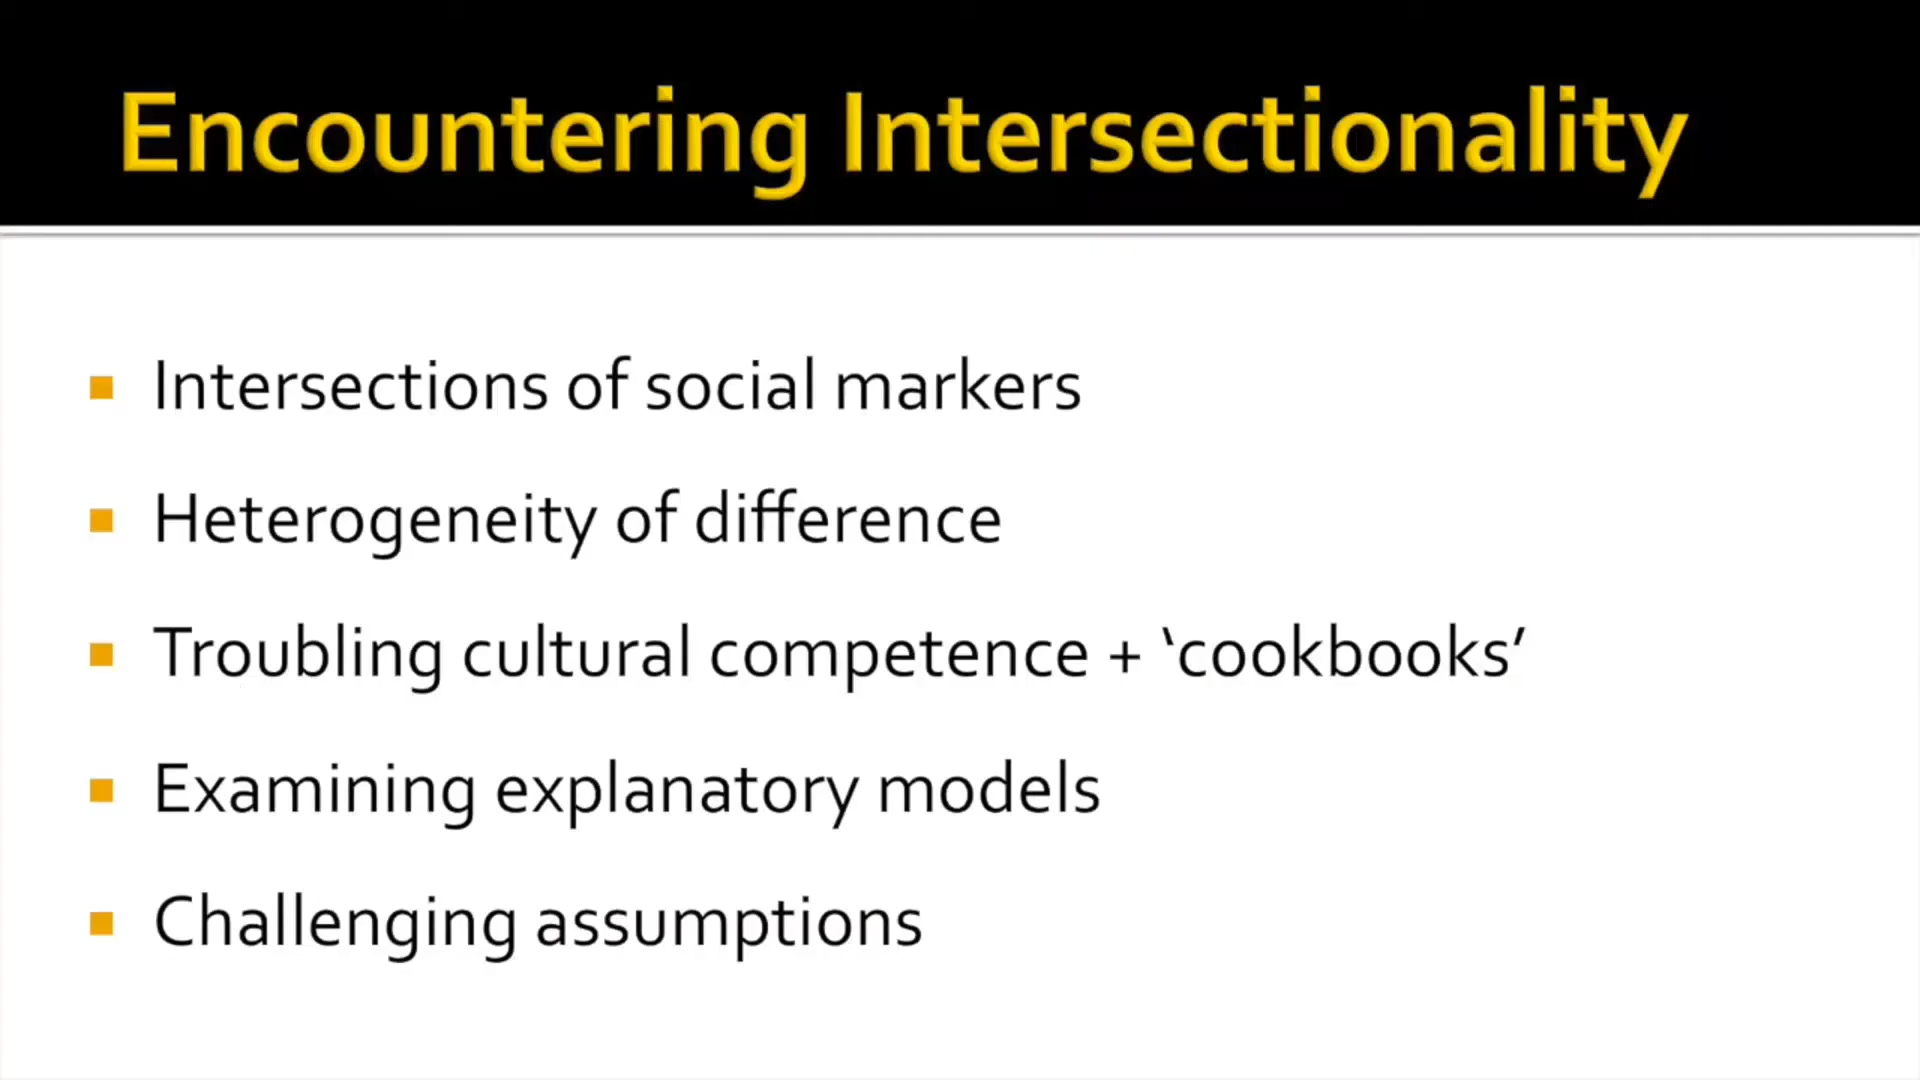 Encountering Intersectionality
Intersections of social markers
Heterogeneity of difference
Troubling cultural competence + ‘cookbooks’
Examining explanatory models
Challenging assumptions